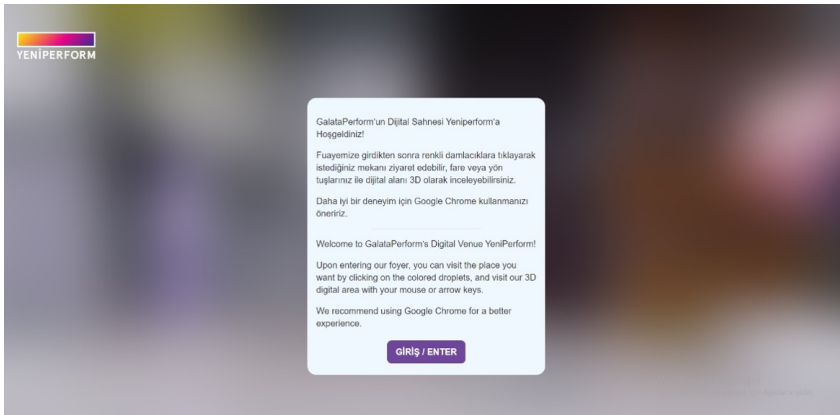 YENİPERFORM
GalataPerform'un Dijital Sahnesi Yeniperform'a
Hoşgeldiniz!
Fuayemize girdikten sonra renkli damlacıklara tıklayarak
istediğiniz mekanı ziyaret edebilir, fare veya yön
tuşlarınız ile dijital alanı 3D olarak inceleyebilirsiniz.
Daha iyi bir deneyim için Google Chrome kullanmanızı
öneririz.
Welcome to GalataPerform's Digital Venue YeniPerform!
Upon entering our foyer, you can visit the place you
want by clicking on the colored droplets, and visit our 3D
digital area with your mouse or arrow keys.
We recommend using Google Chrome for a better
experience.
GİRİŞ / ENTER